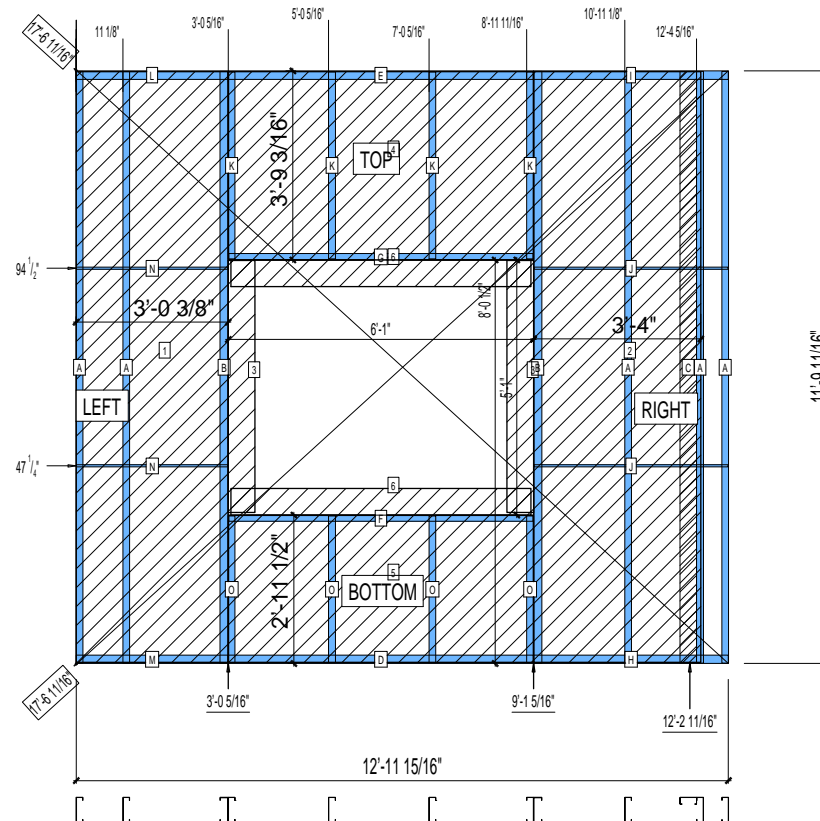 17'-6 11/16"
11 1/8"
3'-0 5/16"
5'-0 5/16"
7'-0 5/16"
8'-11 11/16"
10'-11 1/8"
12'-4 5/16"
L
E
I
3'-9 3/16"
TOP
4
K
K
K
K
G
6
94 1/2"
N
J
8'-0 1/2"
3'-0 3/8"
6'-1"
3'-4"
11'-9 11/16"
1
2
A
A
B
3
5'-1"
B
A
C
A
A
LEFT
RIGHT
47 1/4"
N
J
6
F
2'-11 1/2"
5
BOTTOM
O
O
O
O
M
D
H
17'-6 11/16"
3'-0 5/16"
9'-1 5/16"
12'-2 11/16"
12'-11 15/16"